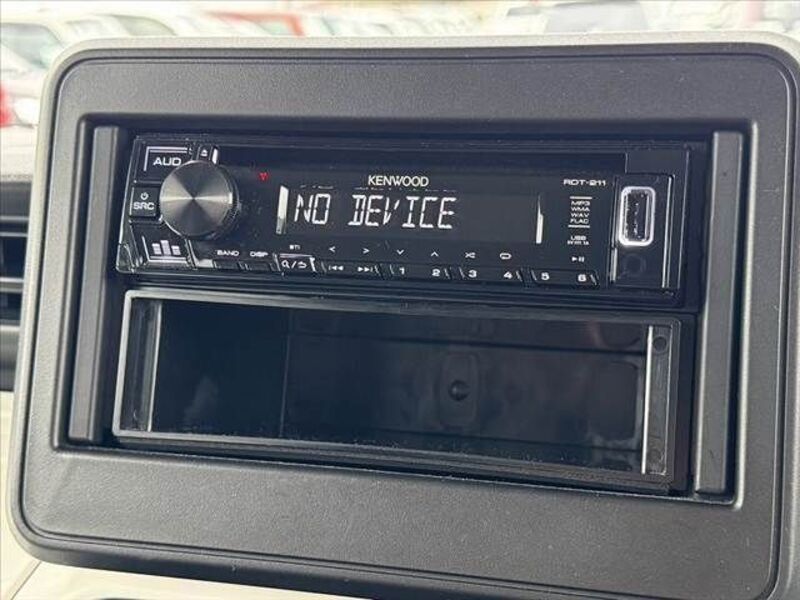 AUD
KENWOOD
RDT-211
SRC
NO DEVICE
MP3
WMA
WAV
FLAC
USB
BAND DISP
BTI
1 2 3 4 5 6